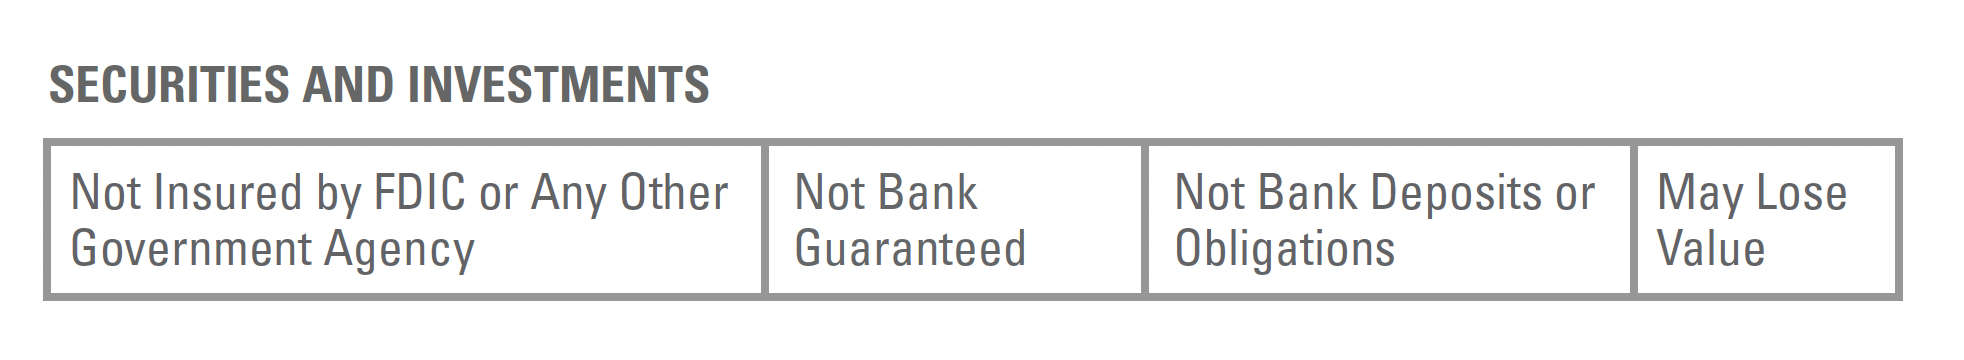 SECURITIES AND INVESTMENTS
Not Insured by FDIC or Any Other
Government Agency
Not Bank
Guaranteed
Not Bank Deposits or
Obligations
May Lose
Value